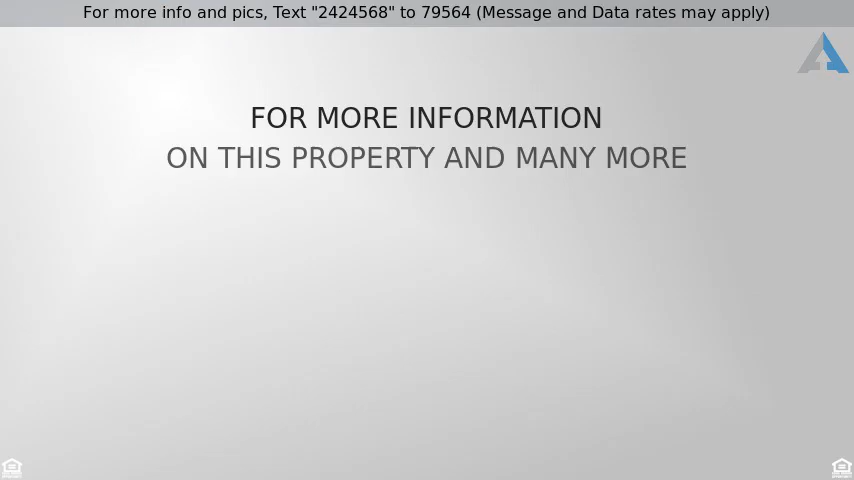 For more info and pics, Text "2424568" to 79564 (Message and Data rates may apply)
FOR MORE INFORMATION
ON THIS PROPERTY AND MANY MORE